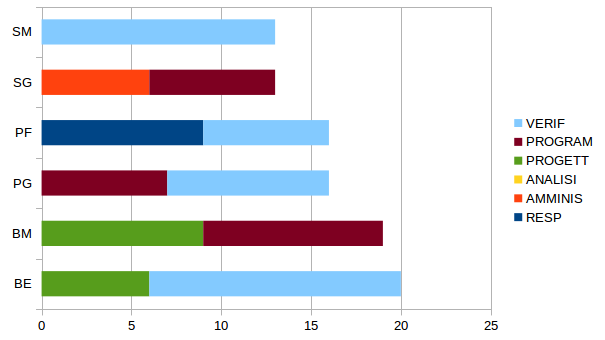 SM
SG
PF
PG
BM
BE
0 5 10 15 20 25
VERIF
PROGRAM
PROGETT
ANALISI
AMMINIS
RESP